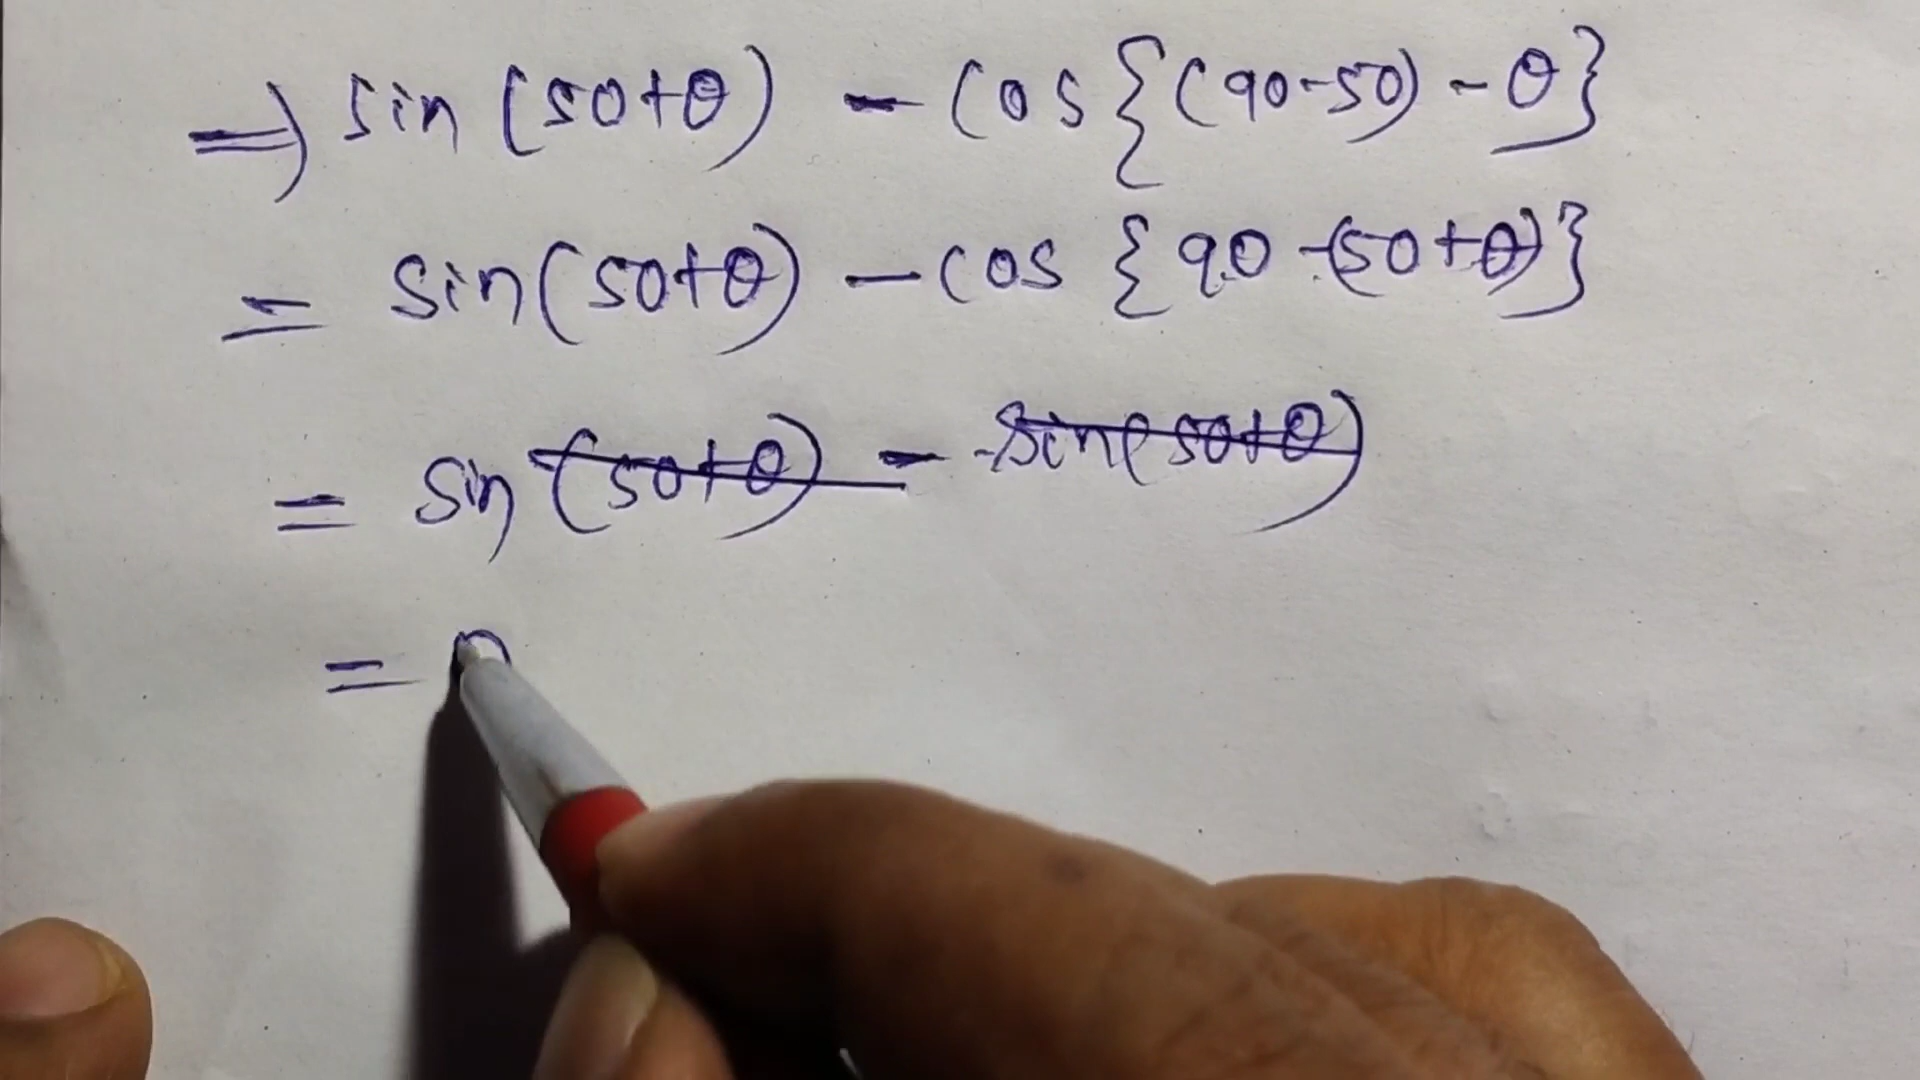 ⇒ sin (50+θ) - cos {(90-50) - θ}
= sin (50+θ) - cos {90 - (50+θ)}
= sin (50+θ) - sin (50+θ)
= 0